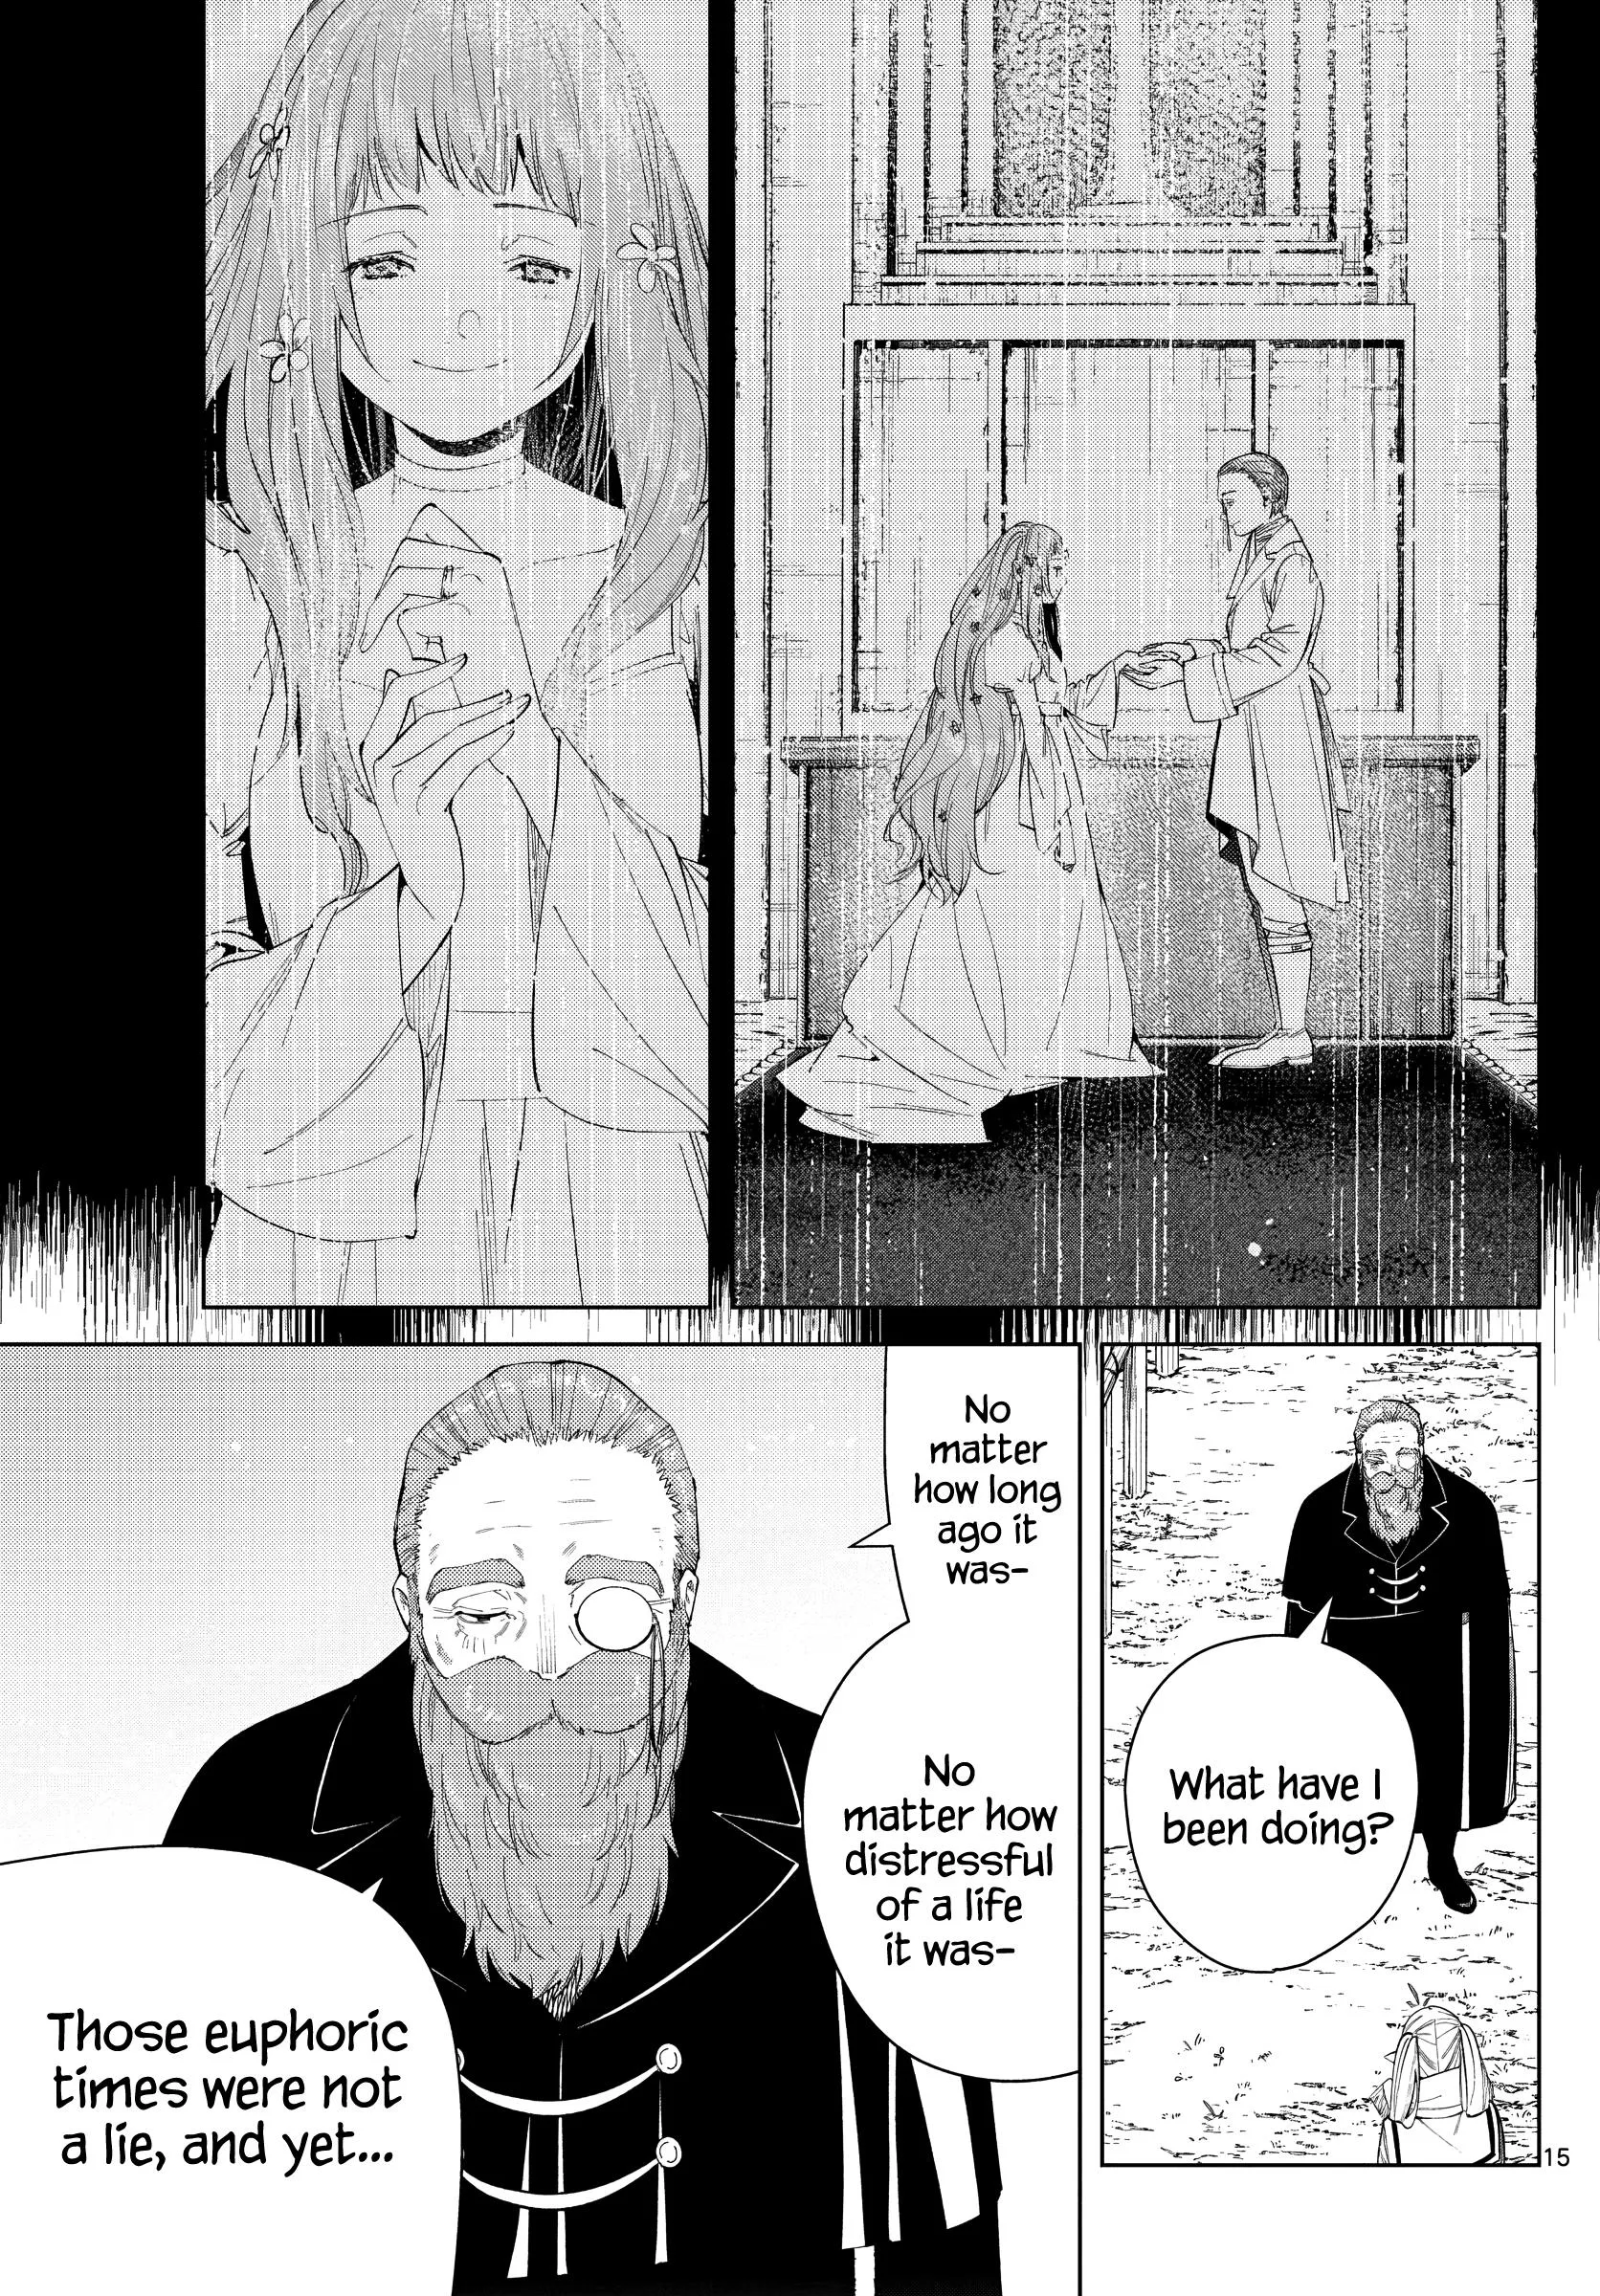 What have I
been doing?
No
matter
how long
ago it
was-
No
matter how
distressful
of a life
it was-
Those euphoric
times were not
a lie, and yet...
15